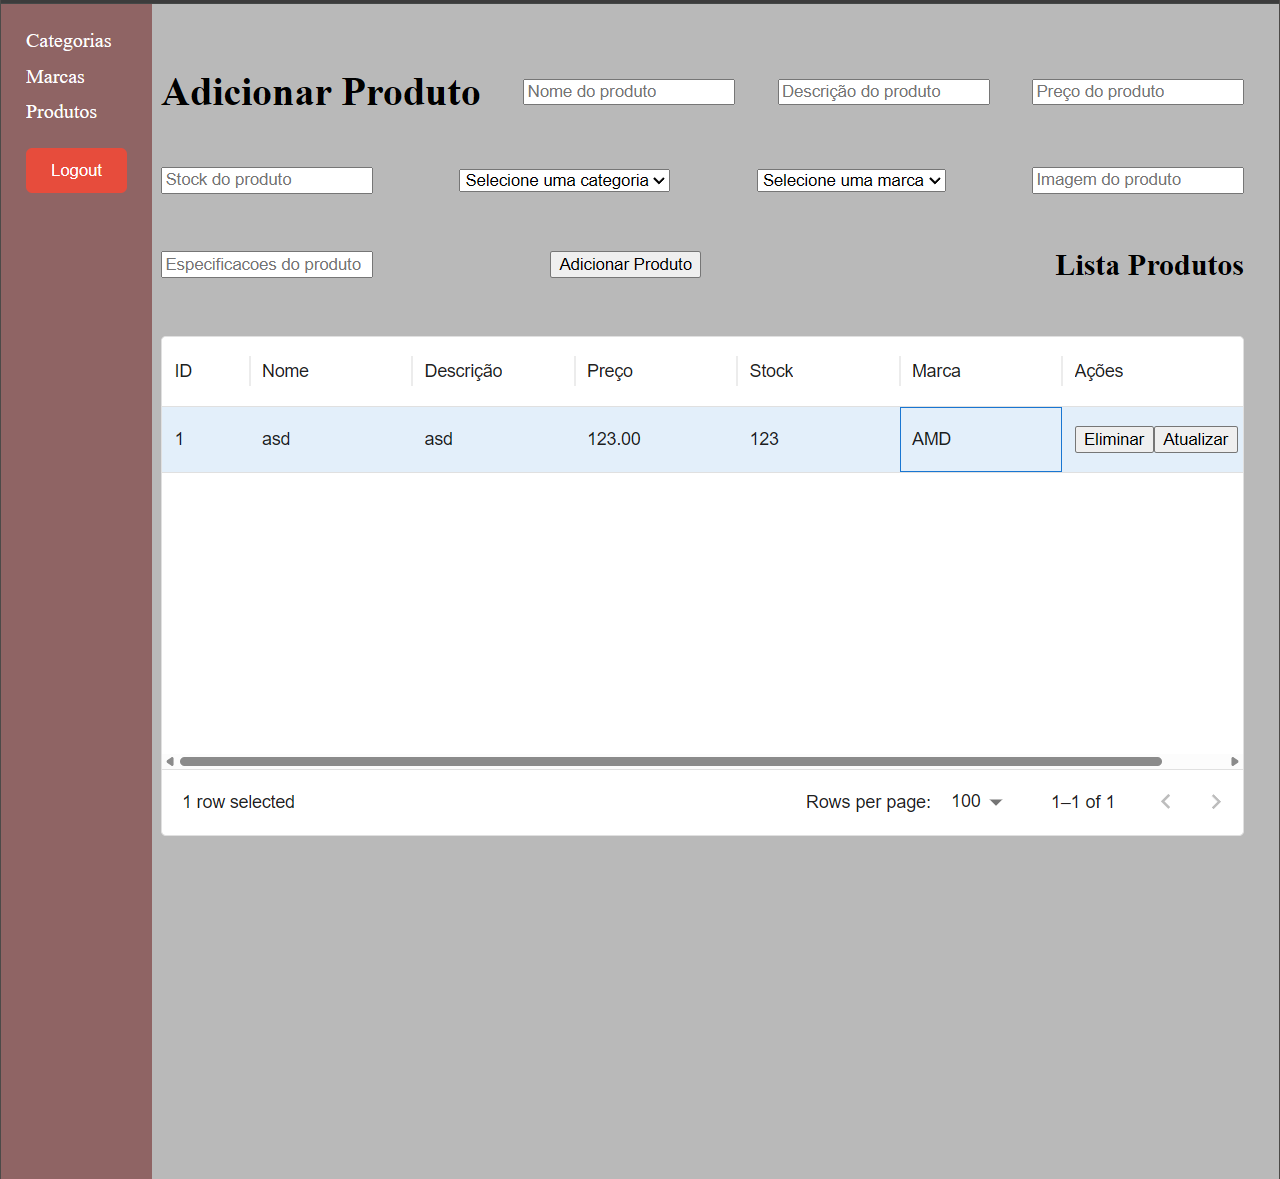 Categorias
Marcas
Produtos
Logout
Adicionar Produto
Nome do produto
Descrição do produto
Preço do produto
Stock do produto
Selecione uma categoria
Selecione uma marca
Imagem do produto
Especificacoes do produto
Adicionar Produto
Lista Produtos
ID Nome Descrição Preço Stock Marca Ações
1 asd asd 123.00 123 AMD Eliminar Atualizar
1 row selected
Rows per page: 100 1–1 of 1